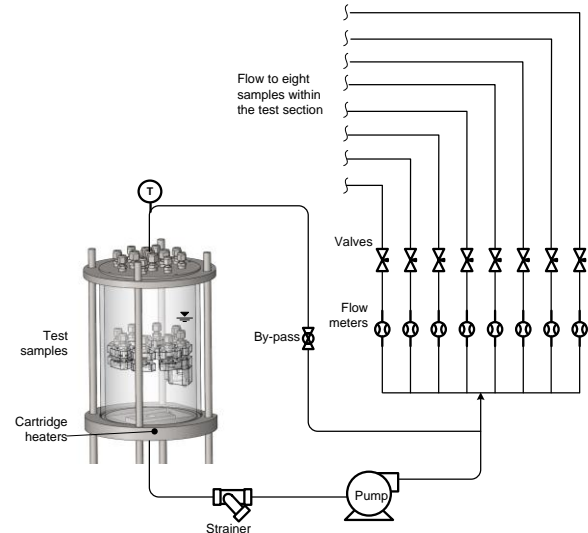 Flow to eight
samples within
the test section
T
Valves
Flow
meters
By-pass
Test
samples
Cartridge
heaters
Pump
Strainer